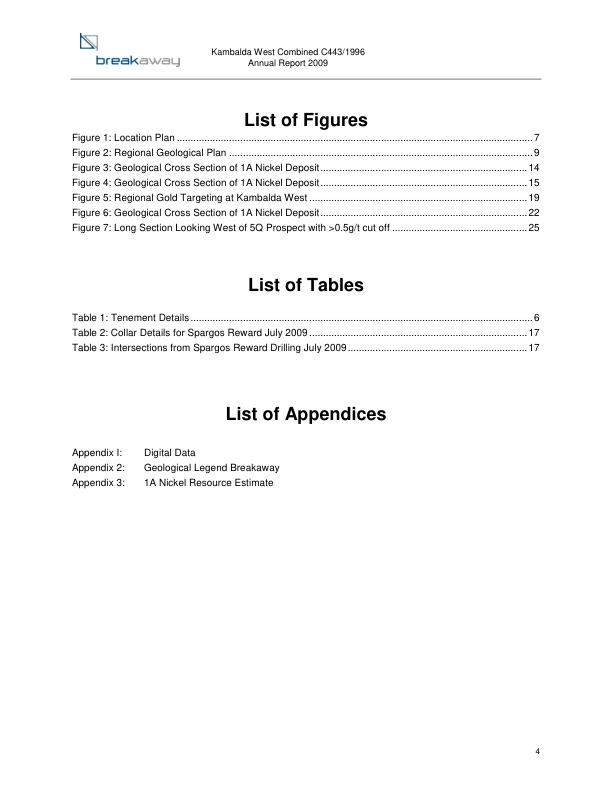 breakaway
Kambalda West Combined C443/1996
Annual Report 2009
List of Figures
Figure 1: Location Plan ........ 7
Figure 2: Regional Geological Plan ........ 9
Figure 3: Geological Cross Section of 1A Nickel Deposit ........ 14
Figure 4: Geological Cross Section of 1A Nickel Deposit ........ 15
Figure 5: Regional Gold Targeting at Kambalda West ........ 19
Figure 6: Geological Cross Section of 1A Nickel Deposit ........ 22
Figure 7: Long Section Looking West of 5Q Prospect with >0.5g/t cut off ........ 25
List of Tables
Table 1: Tenement Details ........ 6
Table 2: Collar Details for Spargos Reward July 2009 ........ 17
Table 3: Intersections from Spargos Reward Drilling July 2009 ........ 17
List of Appendices
Appendix I: Digital Data
Appendix 2: Geological Legend Breakaway
Appendix 3: 1A Nickel Resource Estimate
4